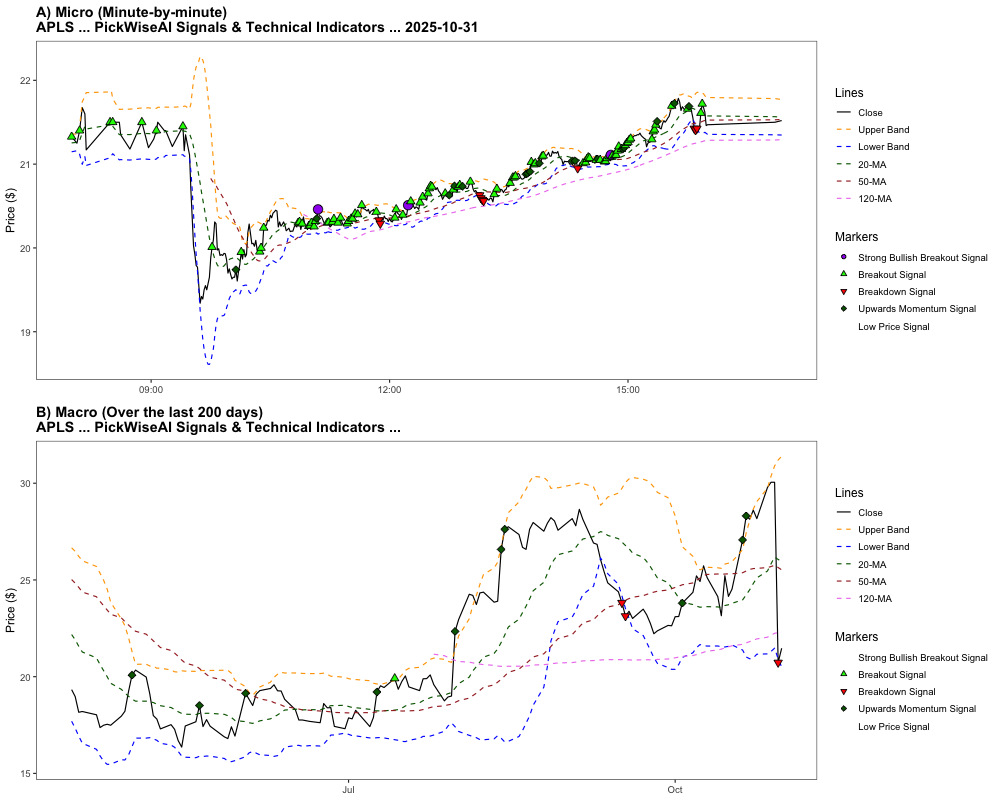 A) Micro (Minute-by-minute)
APLS ... PickWiseAI Signals & Technical Indicators ... 2025-10-31
Price ($)
22
21
20
19
09:00
12:00
15:00
Lines
Close
Upper Band
Lower Band
20-MA
50-MA
120-MA
Markers
Strong Bullish Breakout Signal
Breakout Signal
Breakdown Signal
Upwards Momentum Signal
Low Price Signal
B) Macro (Over the last 200 days)
APLS ... PickWiseAI Signals & Technical Indicators ...
Price ($)
30
25
20
15
Jul
Oct
Lines
Close
Upper Band
Lower Band
20-MA
50-MA
120-MA
Markers
Strong Bullish Breakout Signal
Breakout Signal
Breakdown Signal
Upwards Momentum Signal
Low Price Signal